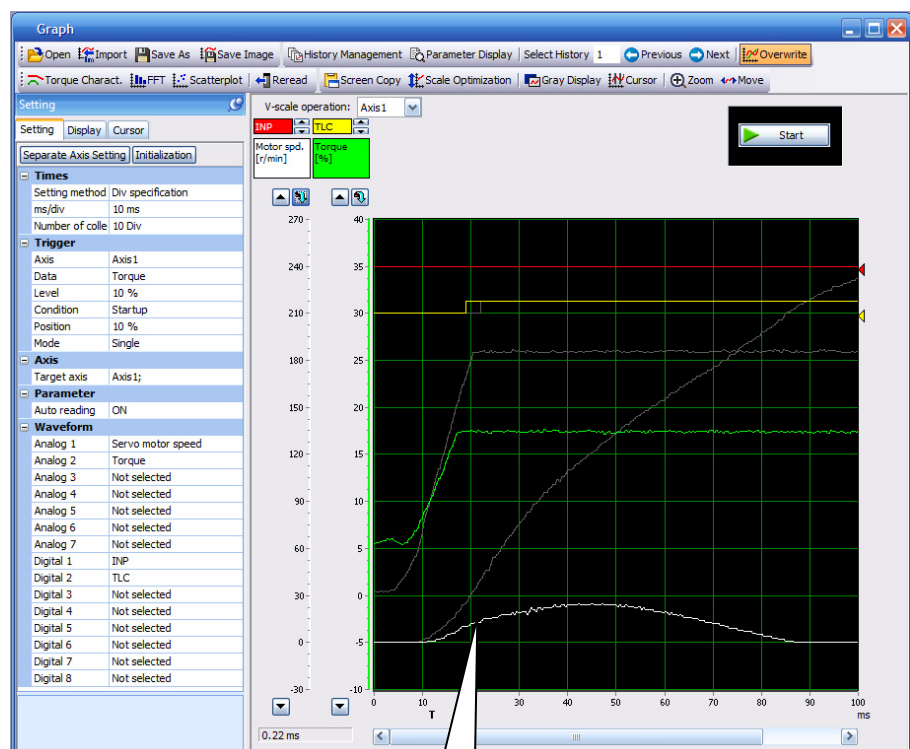 Graph
Open Import Save As Save Image History Management Parameter Display Select History 1 Previous Next Overwrite
Torque Charact. FFT Scatterplot Reread Screen Copy Scale Optimization Gray Display Cursor Zoom Move
Setting
Setting Display Cursor
Separate Axis Setting Initialization
Times
Setting method Div specification
ms/div 10 ms
Number of colle 10 Div
Trigger
Axis Axis1
Data Torque
Level 10 %
Condition Startup
Position 10 %
Mode Single
Axis
Target axis Axis1;
Parameter
Auto reading ON
Waveform
Analog 1 Servo motor speed
Analog 2 Torque
Analog 3 Not selected
Analog 4 Not selected
Analog 5 Not selected
Analog 6 Not selected
Analog 7 Not selected
Digital 1 INP
Digital 2 TLC
Digital 3 Not selected
Digital 4 Not selected
Digital 5 Not selected
Digital 6 Not selected
Digital 7 Not selected
Digital 8 Not selected
V-scale operation: Axis1
INP TLC
Motor spd. [r/min]
Torque [%]
Start
270 40
240 35
210 30
180 25
150 20
120 15
90 10
60 5
30 0
0 -5
-30 -10
0 10 20 30 40 50 60 70 80 90 100
T
ms
0.22 ms